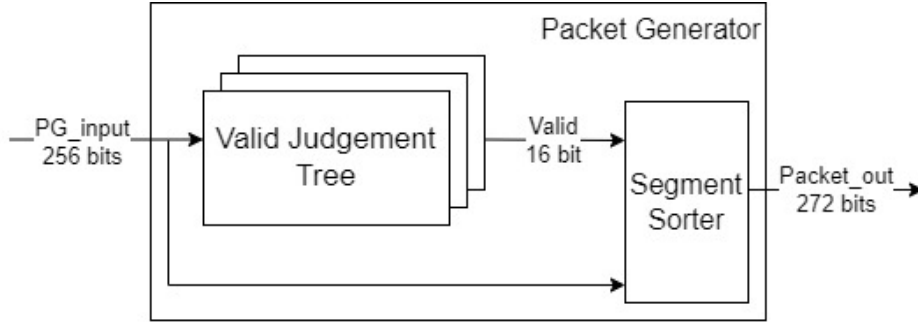 Packet Generator
PG_input
256 bits
Valid Judgement
Tree
Valid
16 bit
Segment
Sorter
Packet_out
272 bits